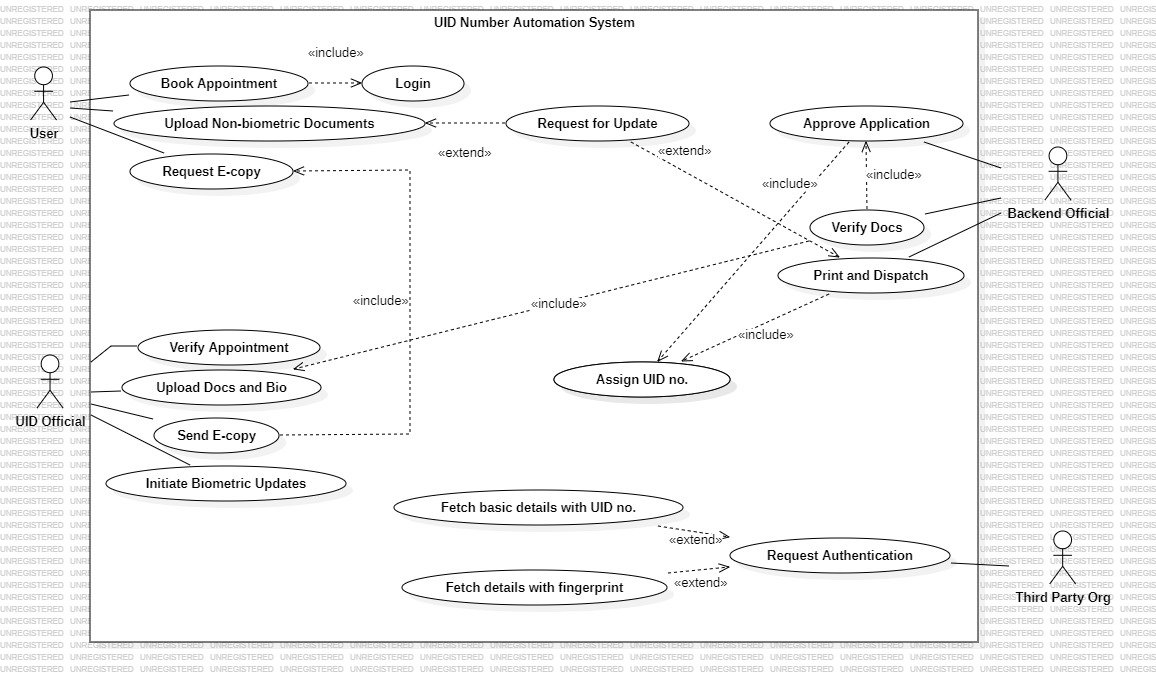 UID Number Automation System
«include»
Book Appointment
Login
User
Upload Non-biometric Documents
Request for Update
Approve Application
«extend»
«extend»
Request E-copy
«include»
«include»
Backend Official
Verify Docs
Print and Dispatch
«include»
«include»
«include»
Verify Appointment
Assign UID no.
Upload Docs and Bio
UID Official
Send E-copy
Initiate Biometric Updates
Fetch basic details with UID no.
«extend»
Request Authentication
«extend»
Fetch details with fingerprint
Third Party Org
UNREGISTERED